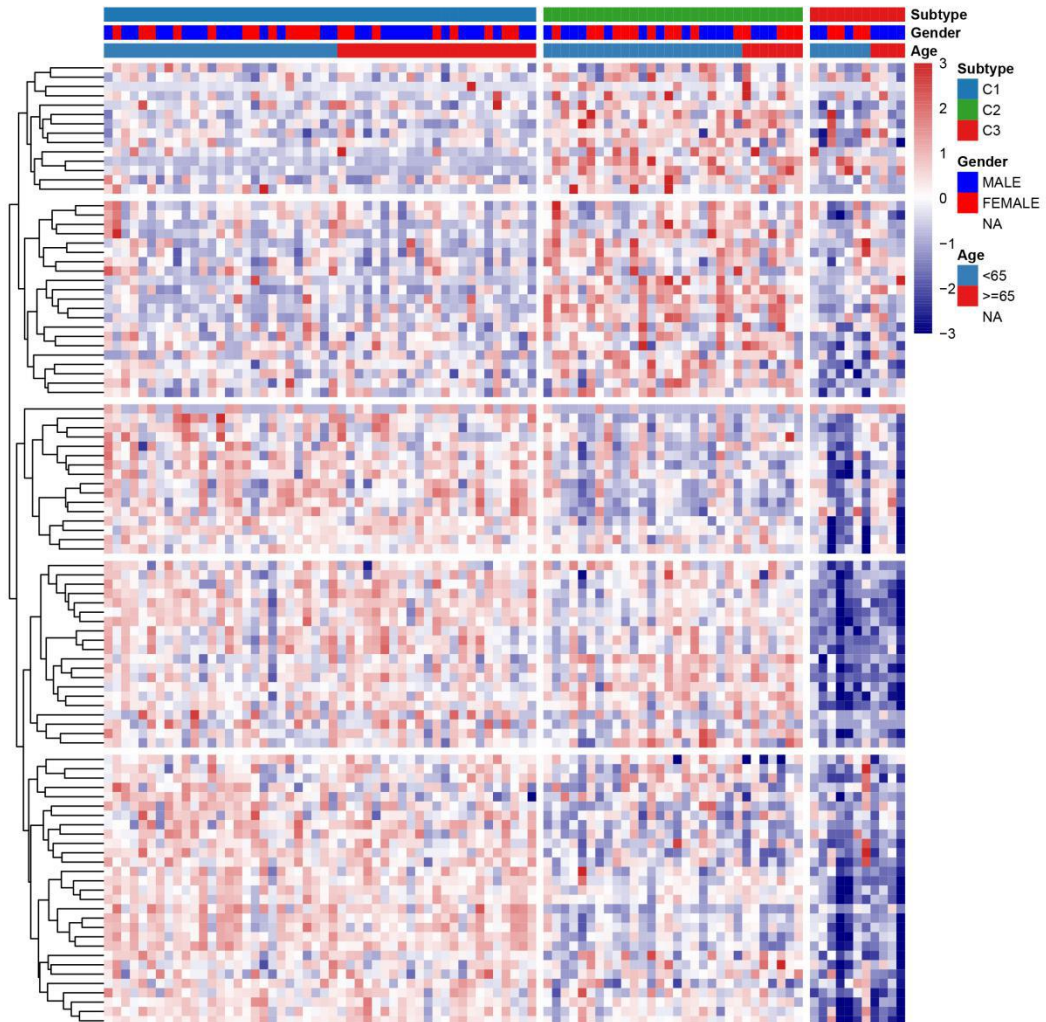 Subtype
Gender
Age
3
2
1
0
−1
−2
−3
Subtype
C1
C2
C3
Gender
MALE
FEMALE
NA
Age
<65
>=65
NA